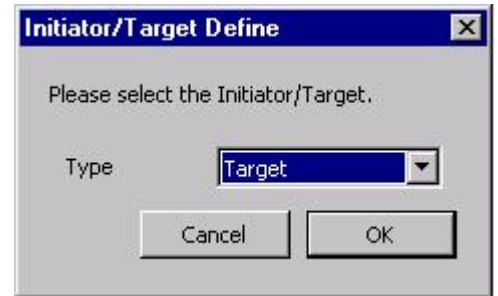 Initiator/Target Define
Please select the Initiator/Target.
Type Target
Cancel OK